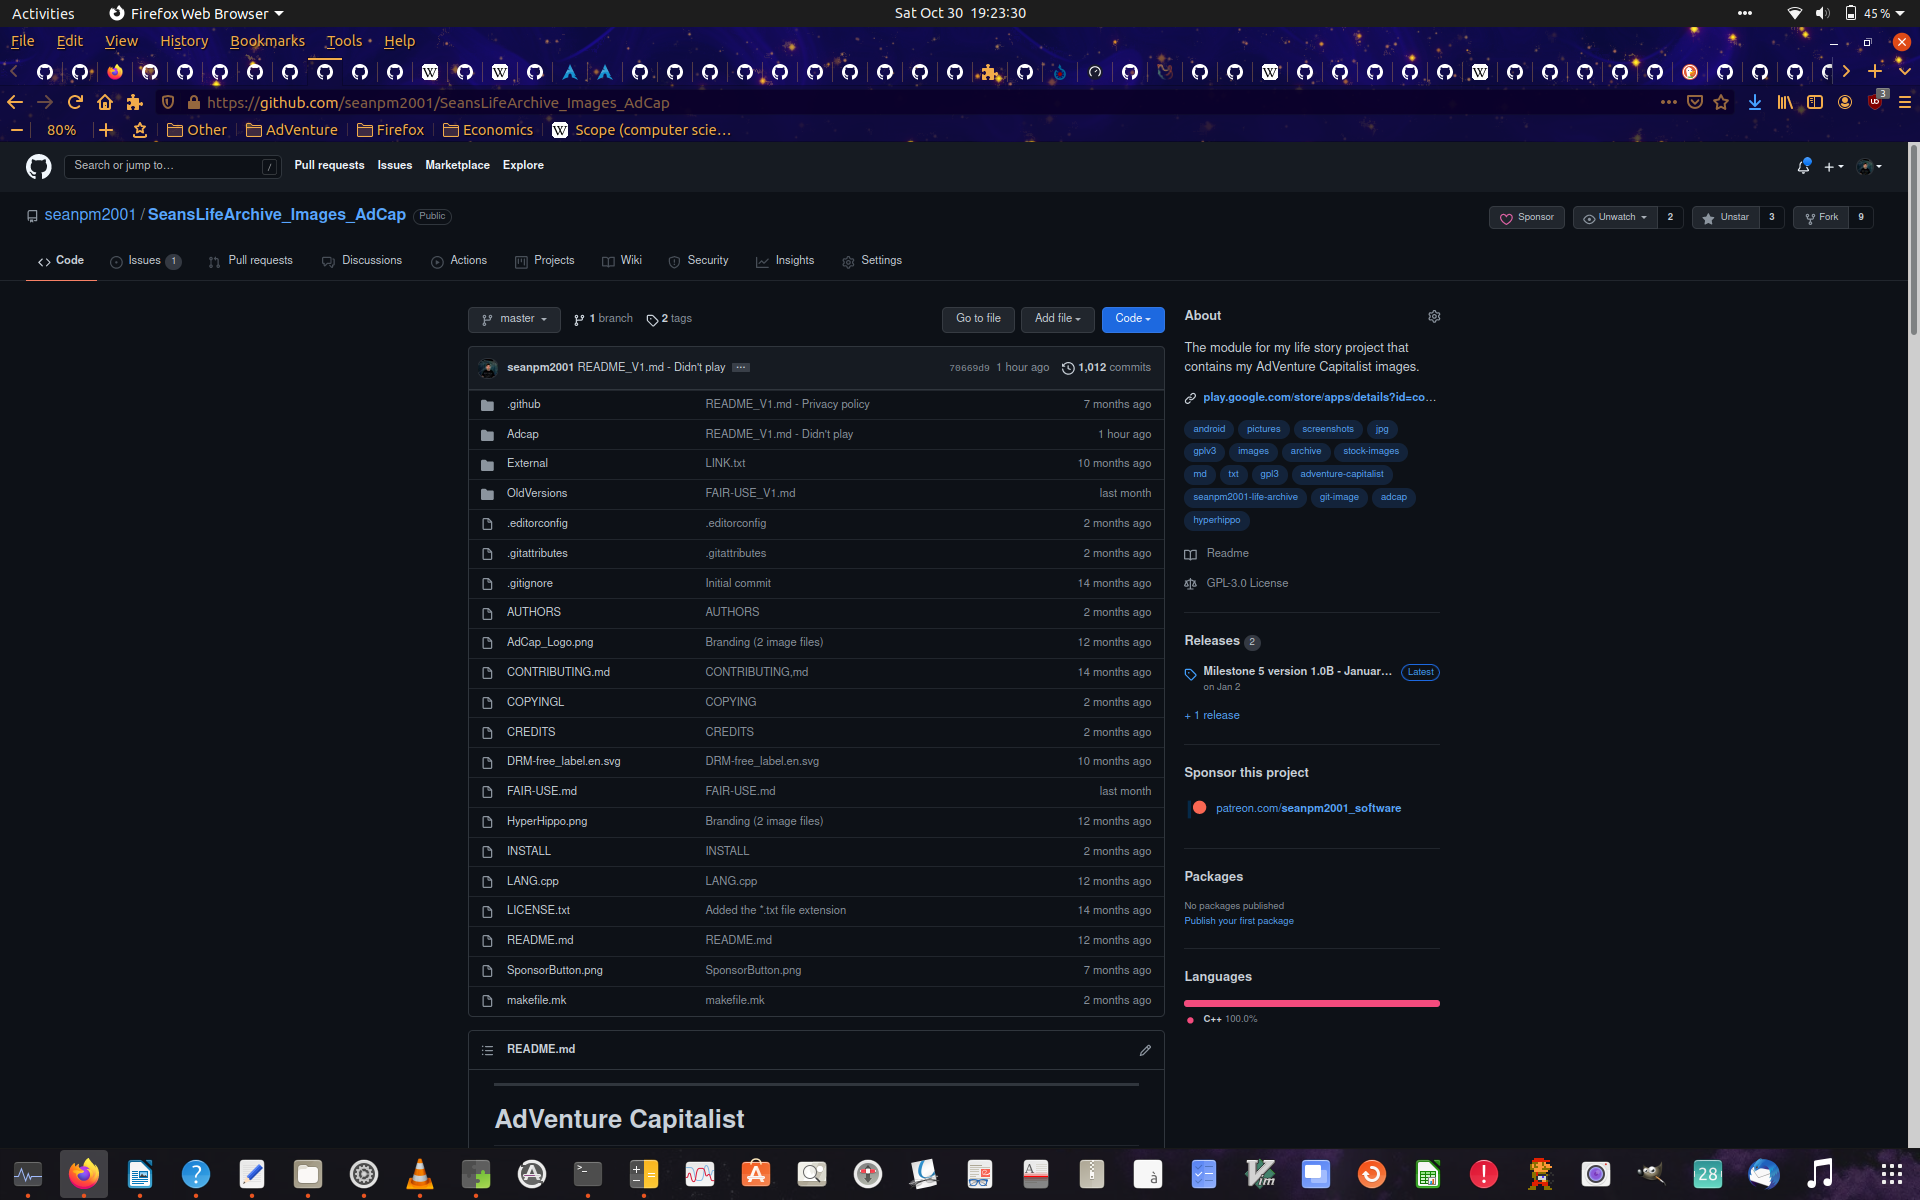 Activities Firefox Web Browser Sat Oct 30 19:23:30 45 %
File Edit View History Bookmarks Tools Help
https://github.com/seanpm2001/SeansLifeArchive_Images_AdCap 3
80% Other AdVenture Firefox Economics Scope (computer scie…
Search or jump to… / Pull requests Issues Marketplace Explore
seanpm2001 / SeansLifeArchive_Images_AdCap Public Sponsor Unwatch 2 Unstar 3 Fork 9
Code Issues 1 Pull requests Discussions Actions Projects Wiki Security Insights Settings
master 1 branch 2 tags Go to file Add file Code
seanpm2001 README_V1.md - Didn't play ... 70669d9 1 hour ago 1,012 commits
.github README_V1.md - Privacy policy 7 months ago
Adcap README_V1.md - Didn't play 1 hour ago
External LINK.txt 10 months ago
OldVersions FAIR-USE_V1.md last month
.editorconfig .editorconfig 2 months ago
.gitattributes .gitattributes 2 months ago
.gitignore Initial commit 14 months ago
AUTHORS AUTHORS 2 months ago
AdCap_Logo.png Branding (2 image files) 12 months ago
CONTRIBUTING.md CONTRIBUTING,md 14 months ago
COPYINGL COPYING 2 months ago
CREDITS CREDITS 2 months ago
DRM-free_label.en.svg DRM-free_label.en.svg 10 months ago
FAIR-USE.md FAIR-USE.md last month
HyperHippo.png Branding (2 image files) 12 months ago
INSTALL INSTALL 2 months ago
LANG.cpp LANG.cpp 12 months ago
LICENSE.txt Added the *.txt file extension 14 months ago
README.md README.md 12 months ago
SponsorButton.png SponsorButton.png 7 months ago
makefile.mk makefile.mk 2 months ago
README.md
AdVenture Capitalist
About
The module for my life story project that
contains my AdVenture Capitalist images.
play.google.com/store/apps/details?id=co…
android pictures screenshots jpg
gplv3 images archive stock-images
md txt gpl3 adventure-capitalist
seanpm2001-life-archive git-image adcap
hyperhippo
Readme
GPL-3.0 License
Releases 2
Milestone 5 version 1.0B - Januar… Latest
on Jan 2
+ 1 release
Sponsor this project
patreon.com/seanpm2001_software
Packages
No packages published
Publish your first package
Languages
C++ 100.0%
28